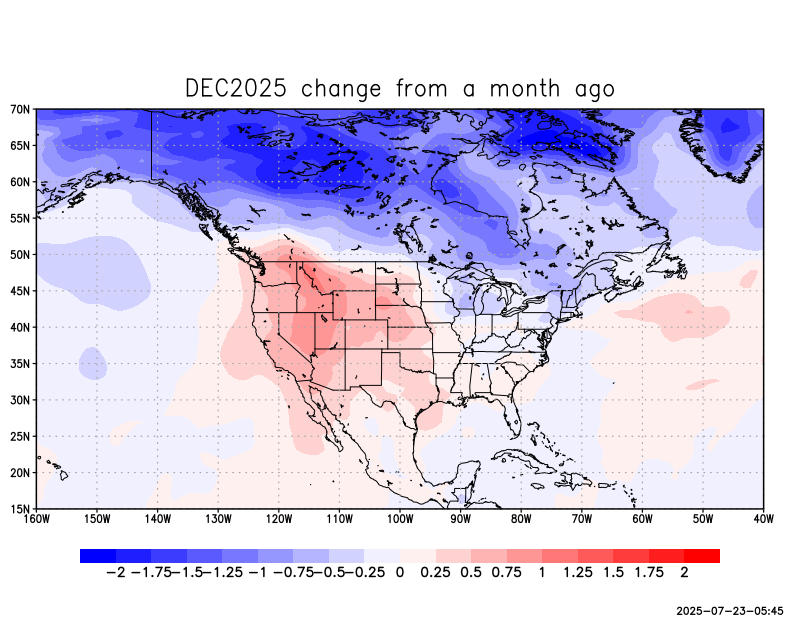 DEC2025 change from a month ago
70N
65N
60N
55N
50N
45N
40N
35N
30N
25N
20N
15N
160W 150W 140W 130W 120W 110W 100W 90W 80W 70W 60W 50W 40W
−2 −1.75 −1.5 −1.25 −1 −0.75 −0.5 −0.25 0 0.25 0.5 0.75 1 1.25 1.5 1.75 2
2025-07-23-05:45